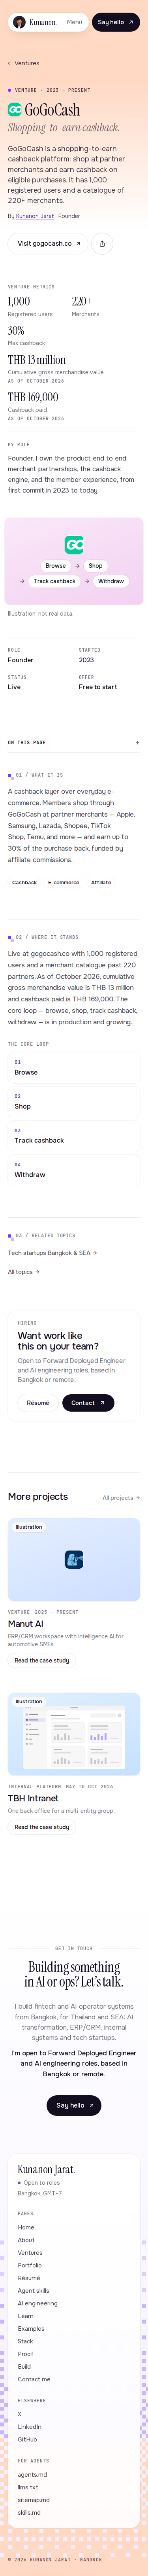 Kunanon.
Menu
Say hello ↗
← Ventures
VENTURE · 2023 — PRESENT
GoGoCash
Shopping-to-earn cashback.
GoGoCash is a shopping-to-earn
cashback platform: shop at partner
merchants and earn cashback on
eligible purchases. It has 1,000
registered users and a catalogue of
220+ merchants.
By Kunanon Jarat · Founder
Visit gogocash.co ↗
VENTURE METRICS
1,000
Registered users
220+
Merchants
30%
Max cashback
THB 13 million
Cumulative gross merchandise value
AS OF OCTOBER 2026
THB 169,000
Cashback paid
AS OF OCTOBER 2026
MY ROLE
Founder. I own the product end to end:
merchant partnerships, the cashback
engine, and the member experience, from
first commit in 2023 to today.
Browse → Shop
→ Track cashback → Withdraw
Illustration, not real data.
ROLE
Founder
STARTED
2023
STATUS
Live
OFFER
Free to start
ON THIS PAGE +
01 / WHAT IT IS
A cashback layer over everyday e-
commerce. Members shop through
GoGoCash at partner merchants — Apple,
Samsung, Lazada, Shopee, TikTok
Shop, Temu, and more — and earn up to
30% of the purchase back, funded by
affiliate commissions.
Cashback
E-commerce
Affiliate
02 / WHERE IT STANDS
Live at gogocash.co with 1,000 registered
users and a merchant catalogue past 220
partners. As of October 2026, cumulative
gross merchandise value is THB 13 million
and cashback paid is THB 169,000. The
core loop — browse, shop, track cashback,
withdraw — is in production and growing.
THE CORE LOOP
01
Browse
02
Shop
03
Track cashback
04
Withdraw
03 / RELATED TOPICS
Tech startups Bangkok & SEA →
All topics →
HIRING
Want work like
this on your team?
Open to Forward Deployed Engineer
and AI engineering roles, based in
Bangkok or remote.
Résumé
Contact ↗
More projects
All projects →
Illustration
VENTURE 2025 — PRESENT
Manut AI
ERP/CRM workspace with intelligence AI for
automotive SMEs.
Read the case study
Illustration
INTERNAL PLATFORM MAY TO OCT 2026
TBH Intranet
One back office for a multi-entity group.
Read the case study
GET IN TOUCH
Building something
in AI or ops? Let's talk.
I build fintech and AI operator systems
from Bangkok, for Thailand and SEA: AI
transformation, ERP/CRM, internal
systems and tech startups.
I'm open to Forward Deployed Engineer
and AI engineering roles, based in
Bangkok or remote.
Say hello ↗
Kunanon Jarat.
Open to roles
Bangkok, GMT+7
PAGES
Home
About
Ventures
Portfolio
Résumé
Agent skills
AI engineering
Learn
Examples
Stack
Proof
Build
Contact me
ELSEWHERE
X
LinkedIn
GitHub
FOR AGENTS
agents.md
llms.txt
sitemap.md
skills.md
© 2026 KUNANON JARAT · BANGKOK